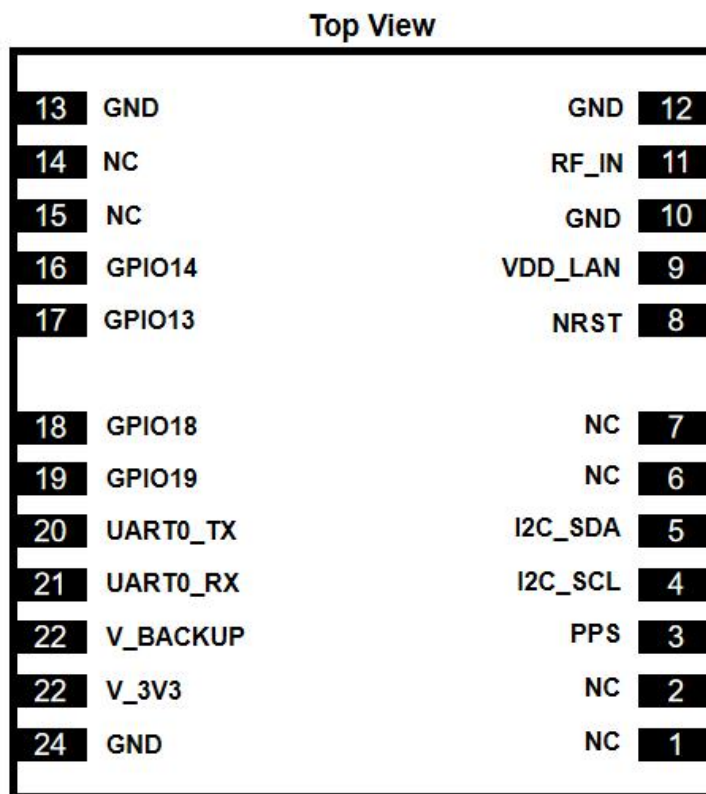 Top View
13 GND GND 12
14 NC RF_IN 11
15 NC GND 10
16 GPIO14 VDD_LAN 9
17 GPIO13 NRST 8
18 GPIO18 NC 7
19 GPIO19 NC 6
20 UART0_TX I2C_SDA 5
21 UART0_RX I2C_SCL 4
22 V_BACKUP PPS 3
22 V_3V3 NC 2
24 GND NC 1